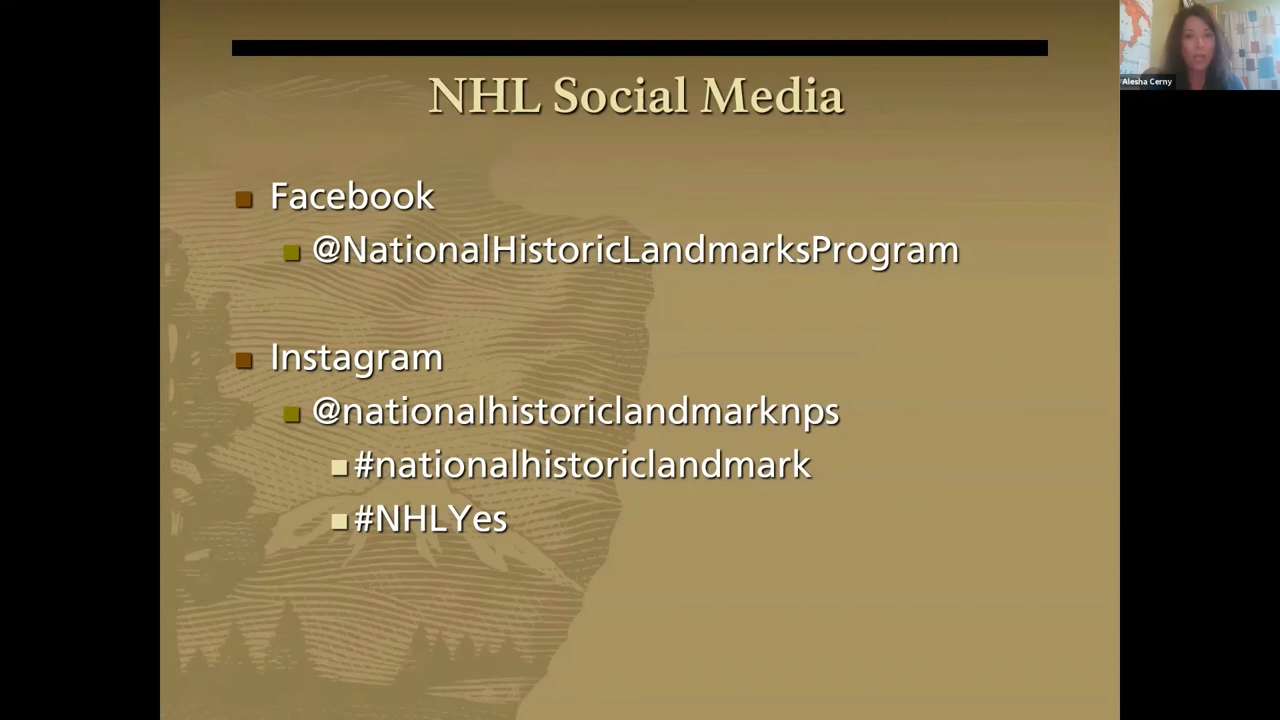 NHL Social Media
Facebook
@NationalHistoricLandmarksProgram
Instagram
@nationalhistoriclandmarknps
#nationalhistoriclandmark
#NHLYes
Alesha Cerny